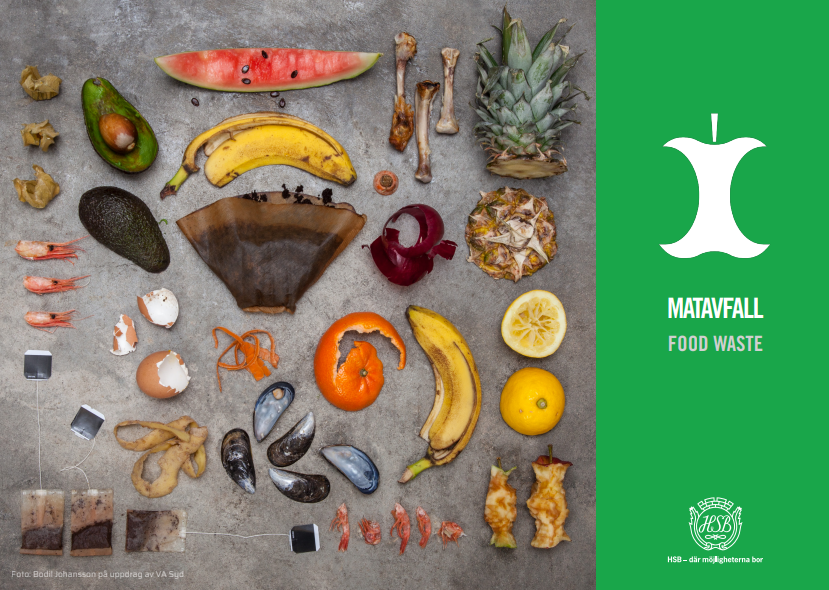 MATAVFALL
FOOD WASTE
HSB
HSB – där möjligheterna bor
Foto: Bodil Johansson på uppdrag av VA Syd.